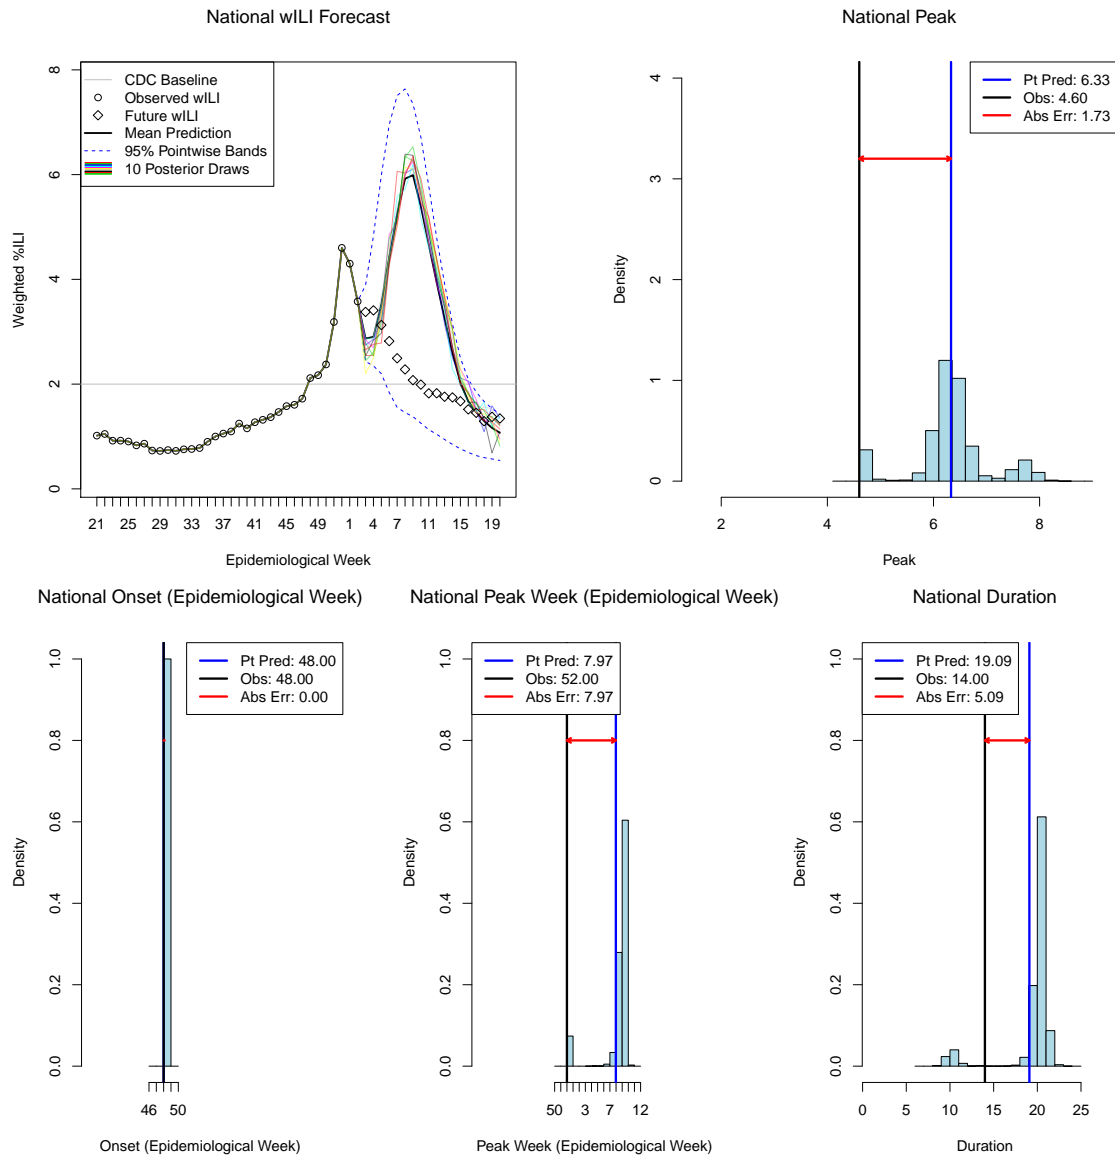 National wILI Forecast
CDC Baseline
Observed wILI
Future wILI
Mean Prediction
95% Pointwise Bands
10 Posterior Draws
Weighted %ILI
0 2 4 6 8
21 25 29 33 37 41 45 49 1 4 7 11 15 19
Epidemiological Week
National Peak
Pt Pred: 6.33
Obs: 4.60
Abs Err: 1.73
Density
0 1 2 3 4
2 4 6 8
Peak
National Onset (Epidemiological Week)
Pt Pred: 48.00
Obs: 48.00
Abs Err: 0.00
Density
0.0 0.2 0.4 0.6 0.8 1.0
46 50
Onset (Epidemiological Week)
National Peak Week (Epidemiological Week)
Pt Pred: 7.97
Obs: 52.00
Abs Err: 7.97
Density
0.0 0.2 0.4 0.6 0.8 1.0
50 3 7 12
Peak Week (Epidemiological Week)
National Duration
Pt Pred: 19.09
Obs: 14.00
Abs Err: 5.09
Density
0.0 0.2 0.4 0.6 0.8 1.0
0 5 10 15 20 25
Duration